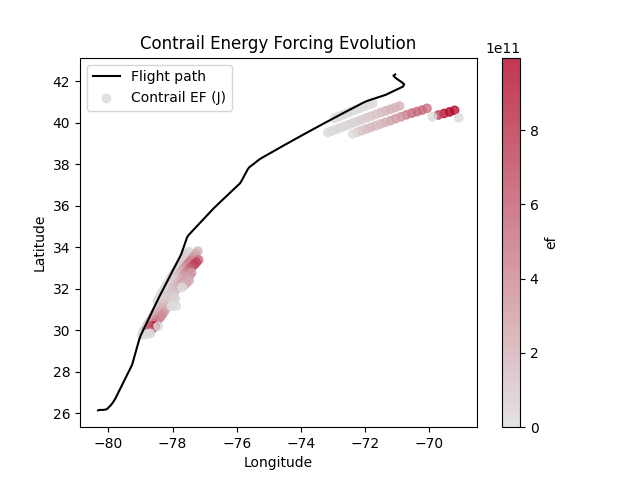 Contrail Energy Forcing Evolution
1e11
Flight path
Contrail EF (J)
42
40
38
36
34
32
30
28
26
Latitude
−80
−78
−76
−74
−72
−70
Longitude
8
6
4
2
0
ef